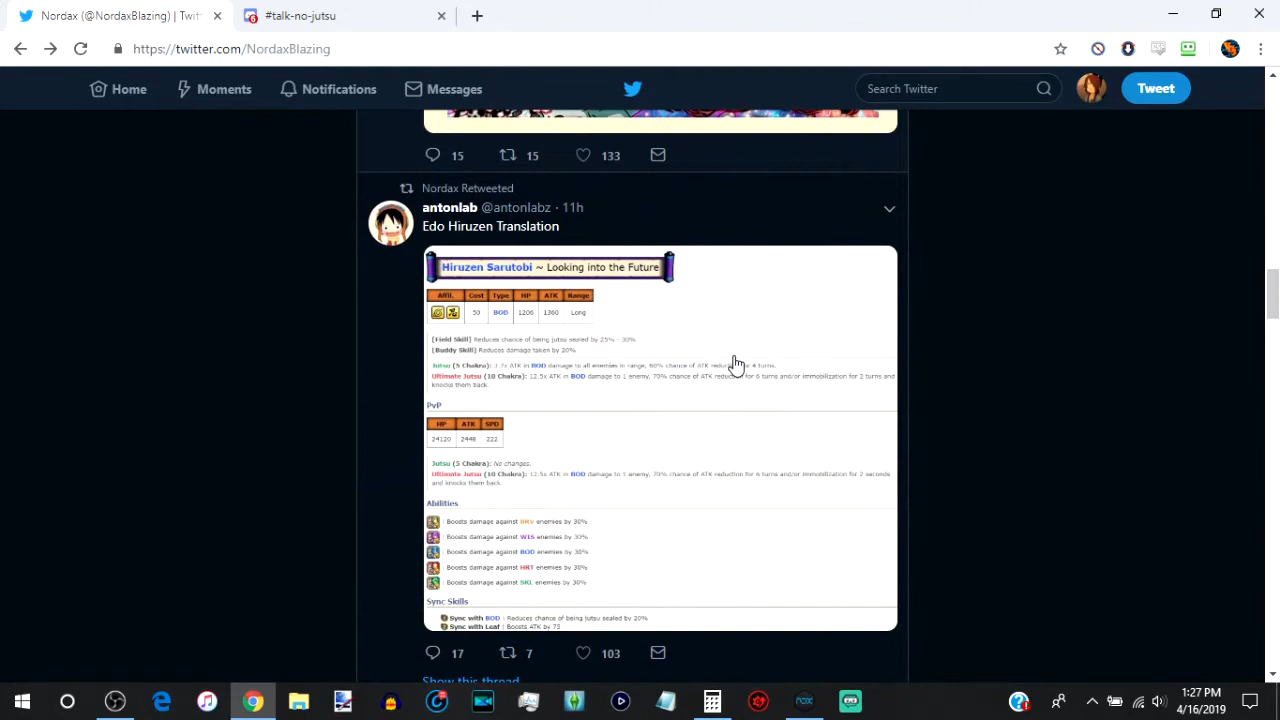 Nordax (@NordaxBlazing) | Twit
#talk-no-jutsu
https://twitter.com/NordaxBlazing
Home
Moments
Notifications
Messages
Search Twitter
Tweet
15
15
133
Nordax Retweeted
antonlab @antonlabz · 11h
Edo Hiruzen Translation
Hiruzen Sarutobi ~ Looking into the Future
Affil. Cost Type HP ATK Range
50 BOD 1206 1360 Long
[Field Skill] Reduces chance of being jutsu sealed by 25% - 30%
[Buddy Skill] Reduces damage taken by 20%
Jutsu (5 Chakra): ATK in BOD damage to all enemies in range, 60% chance of ATK for 4 turns.
Ultimate Jutsu (10 Chakra): 12.5x ATK in BOD damage to 1 enemy, 70% chance of ATK reduction for 6 turns and/or immobilization for 2 turns and
knocks them back.
PvP
HP ATK SPD
24120 2448 222
Jutsu (5 Chakra): No changes.
Ultimate Jutsu (10 Chakra): 12.5x ATK in BOD damage to 1 enemy, 70% chance of ATK reduction for 6 turns and/or immobilization for 2 seconds
and knocks them back.
Abilities
Boosts damage against BRV enemies by 30%
Boosts damage against WIS enemies by 30%
Boosts damage against BOD enemies by 30%
Boosts damage against HRT enemies by 30%
Boosts damage against SKL enemies by 30%
Sync Skills
Sync with BOD | Reduces chance of being jutsu sealed by 20%
Sync with Leaf | Boosts ATK by 75
17
7
103
Show this thread
PM
4/16/2019